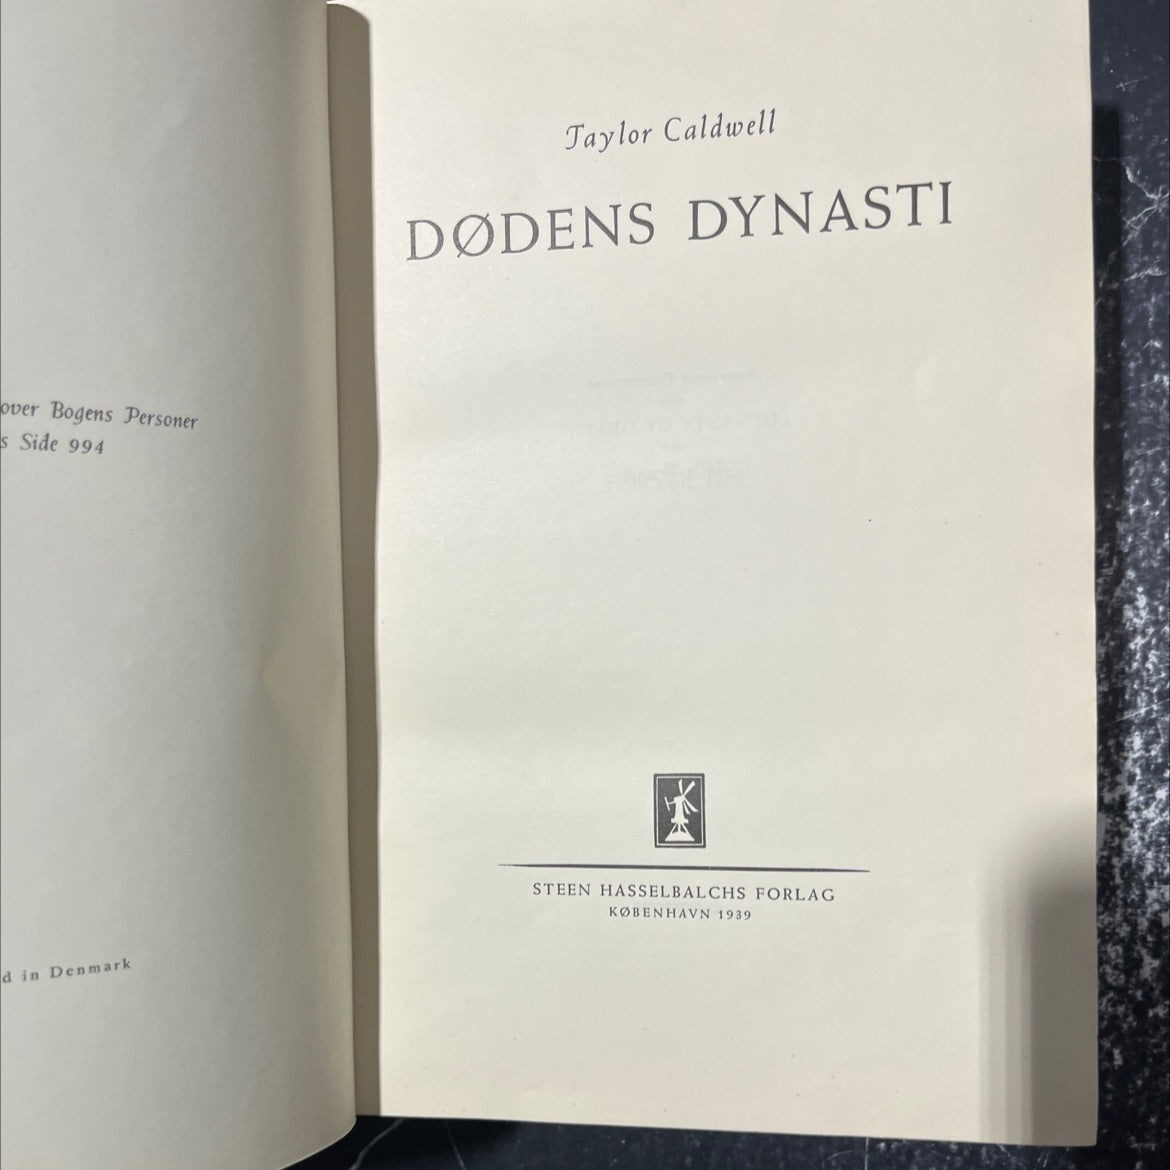 over Bogens Personer
s Side 994
d in Denmark
Taylor Caldwell
DØDENS DYNASTI
STEEN HASSELBALCHS FORLAG
KØBENHAVN 1939